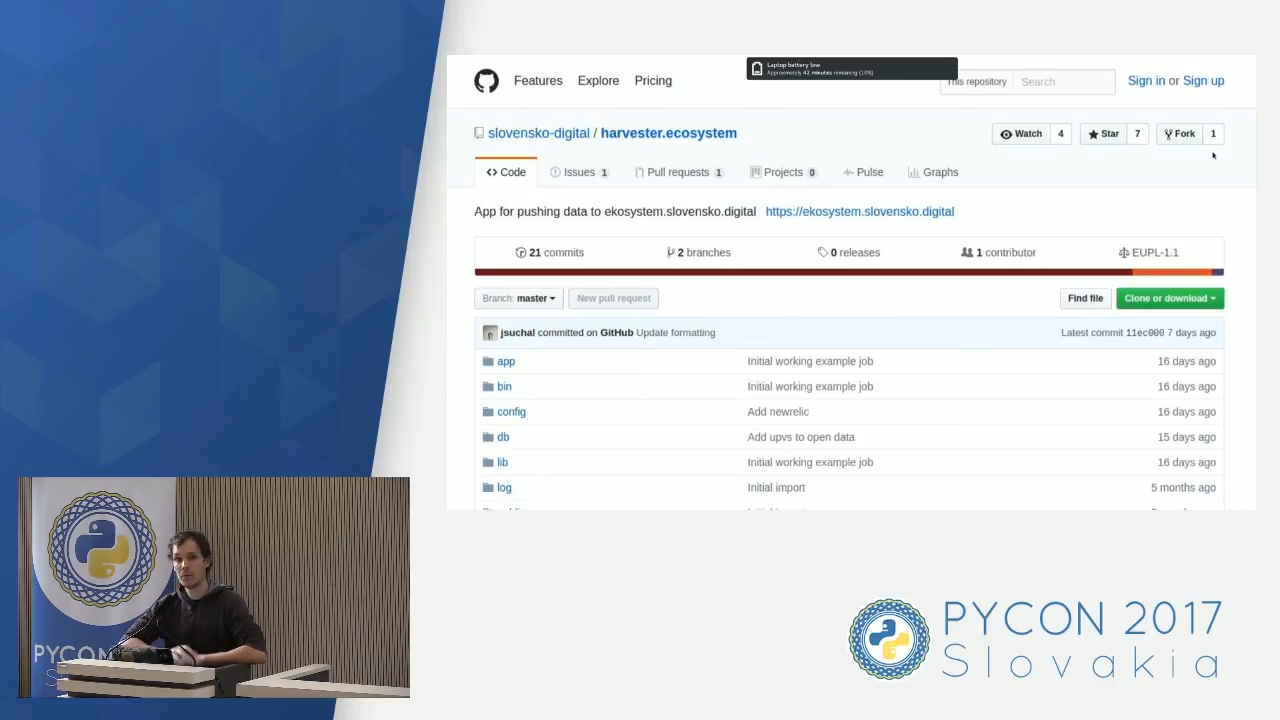 Laptop battery low
Approximately 42 minutes remaining (10%)
Features Explore Pricing
This repository Search
Sign in or Sign up
slovensko-digital / harvester.ecosystem
Watch 4 Star 7 Fork 1
Code Issues 1 Pull requests 1 Projects 0 Pulse Graphs
App for pushing data to ekosystem.slovensko.digital https://ekosystem.slovensko.digital
21 commits 2 branches 0 releases 1 contributor EUPL-1.1
Branch: master New pull request Find file Clone or download
jsuchal committed on GitHub Update formatting Latest commit 11ec000 7 days ago
app Initial working example job 16 days ago
bin Initial working example job 16 days ago
config Add newrelic 16 days ago
db Add upvs to open data 15 days ago
lib Initial working example job 16 days ago
log Initial import 5 months ago
PYCON
PYCON 2017
Slovakia